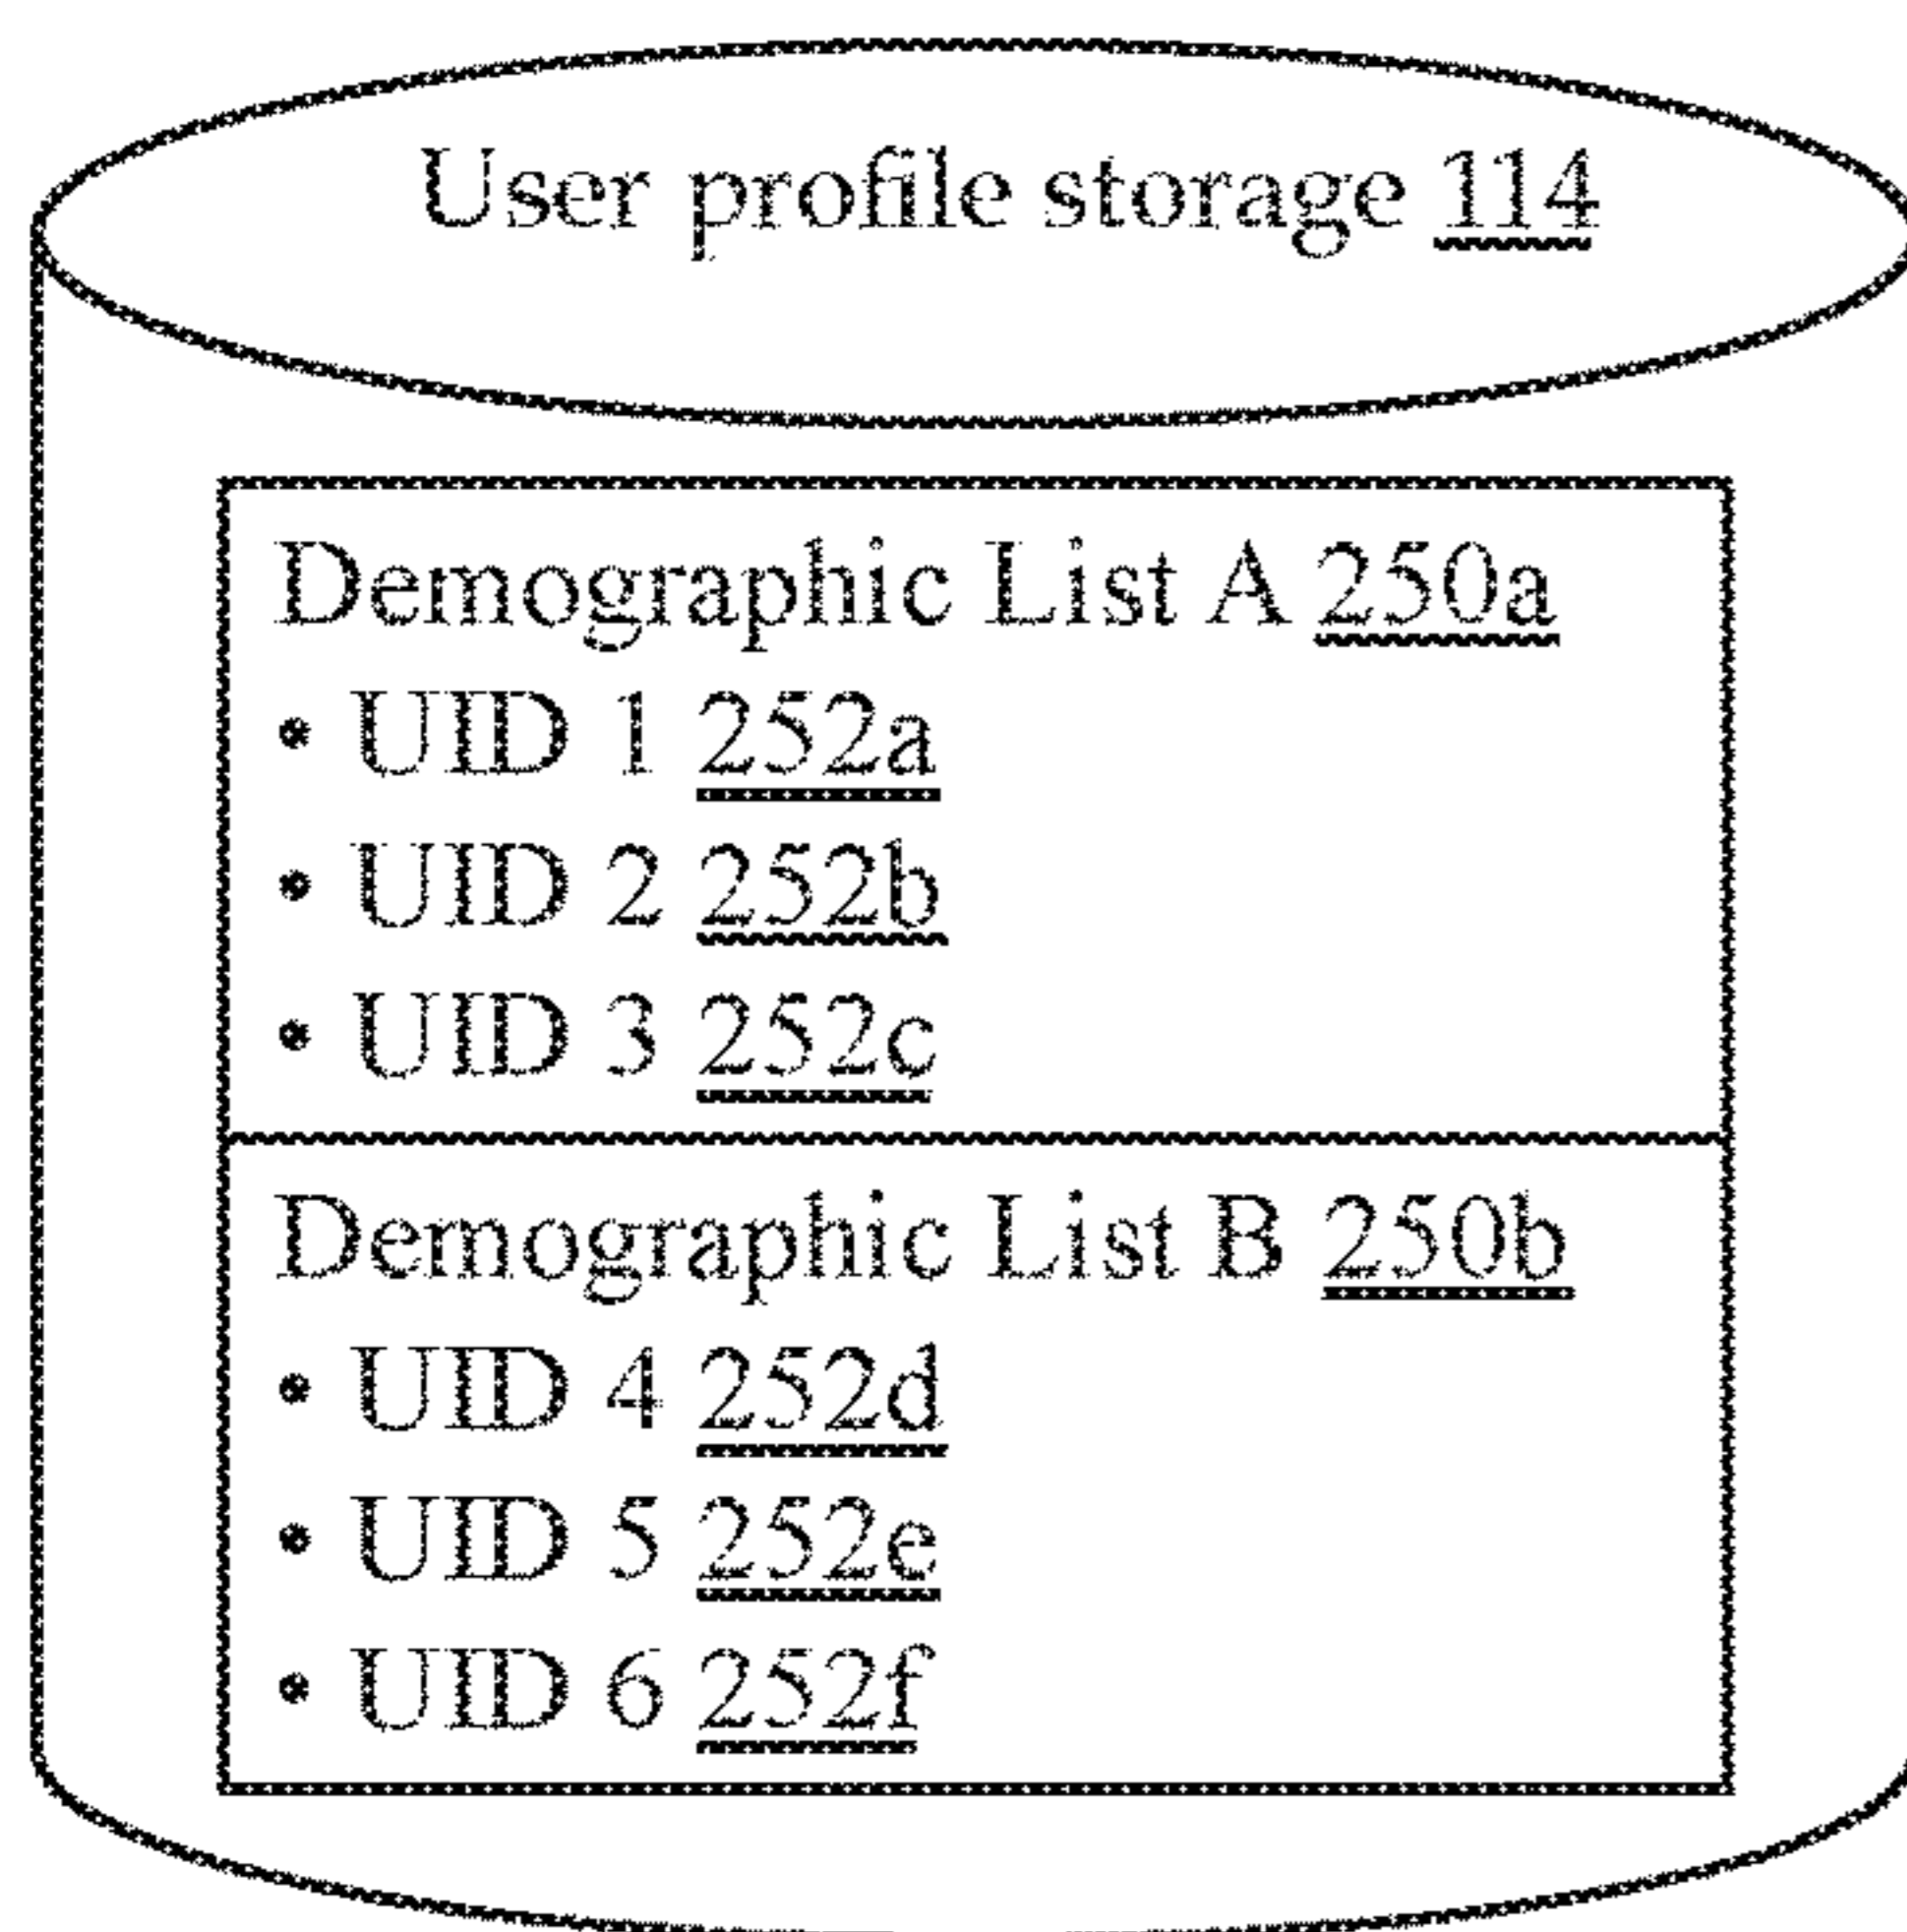 User profile storage 114
Demographic List A 250a
• UID 1 252a
• UID 2 252b
• UID 3 252c
Demographic List B 250b
• UID 4 252d
• UID 5 252e
• UID 6 252f